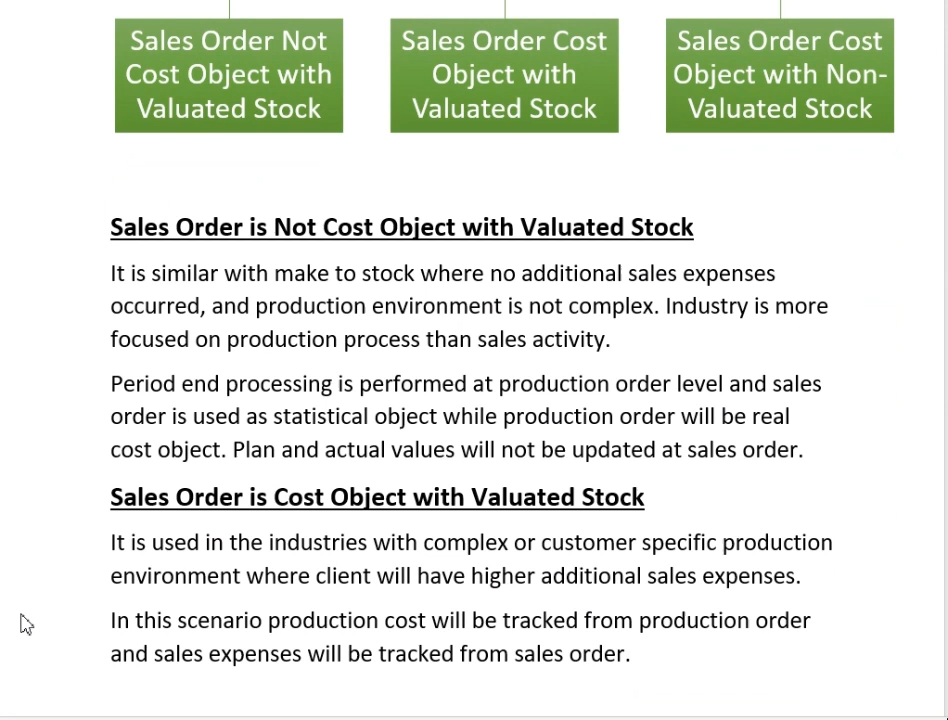 Sales Order Not
Cost Object with
Valuated Stock
Sales Order Cost
Object with
Valuated Stock
Sales Order Cost
Object with Non-
Valuated Stock
Sales Order is Not Cost Object with Valuated Stock
It is similar with make to stock where no additional sales expenses
occurred, and production environment is not complex. Industry is more
focused on production process than sales activity.
Period end processing is performed at production order level and sales
order is used as statistical object while production order will be real
cost object. Plan and actual values will not be updated at sales order.
Sales Order is Cost Object with Valuated Stock
It is used in the industries with complex or customer specific production
environment where client will have higher additional sales expenses.
In this scenario production cost will be tracked from production order
and sales expenses will be tracked from sales order.